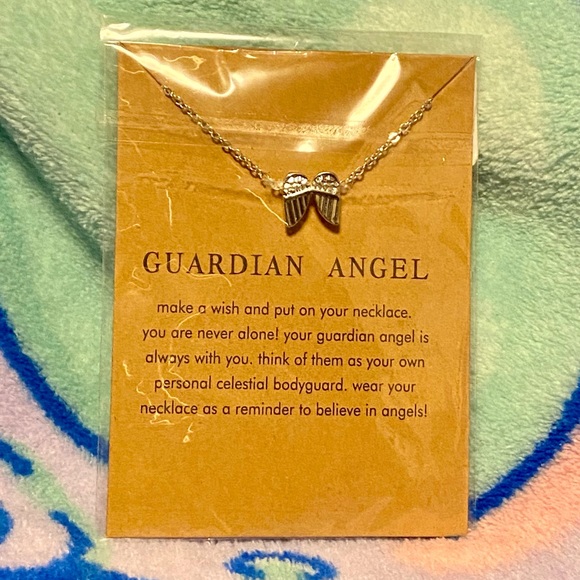 GUARDIAN ANGEL
make a wish and put on your necklace.
you are never alone! your guardian angel is
always with you. think of them as your own
personal celestial bodyguard. wear your
necklace as a reminder to believe in angels!